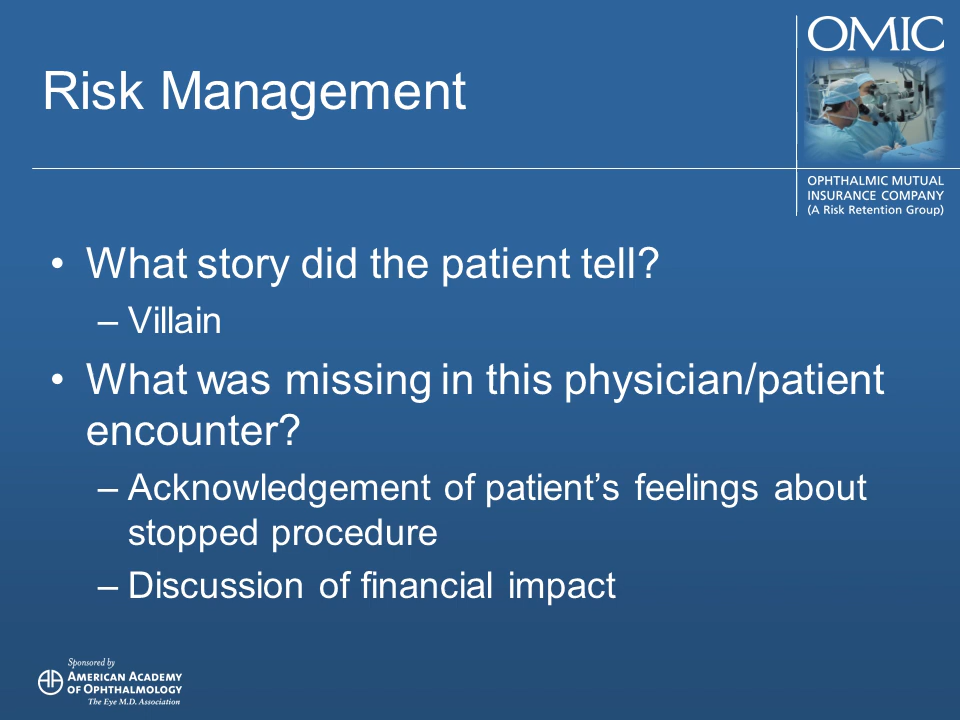 OMIC
Risk Management
OPHTHALMIC MUTUAL
INSURANCE COMPANY
(A Risk Retention Group)
• What story did the patient tell?
– Villain
• What was missing in this physician/patient
encounter?
– Acknowledgement of patient’s feelings about
stopped procedure
– Discussion of financial impact
Sponsored by
AMERICAN ACADEMY
OF OPHTHALMOLOGY
The Eye M.D. Association